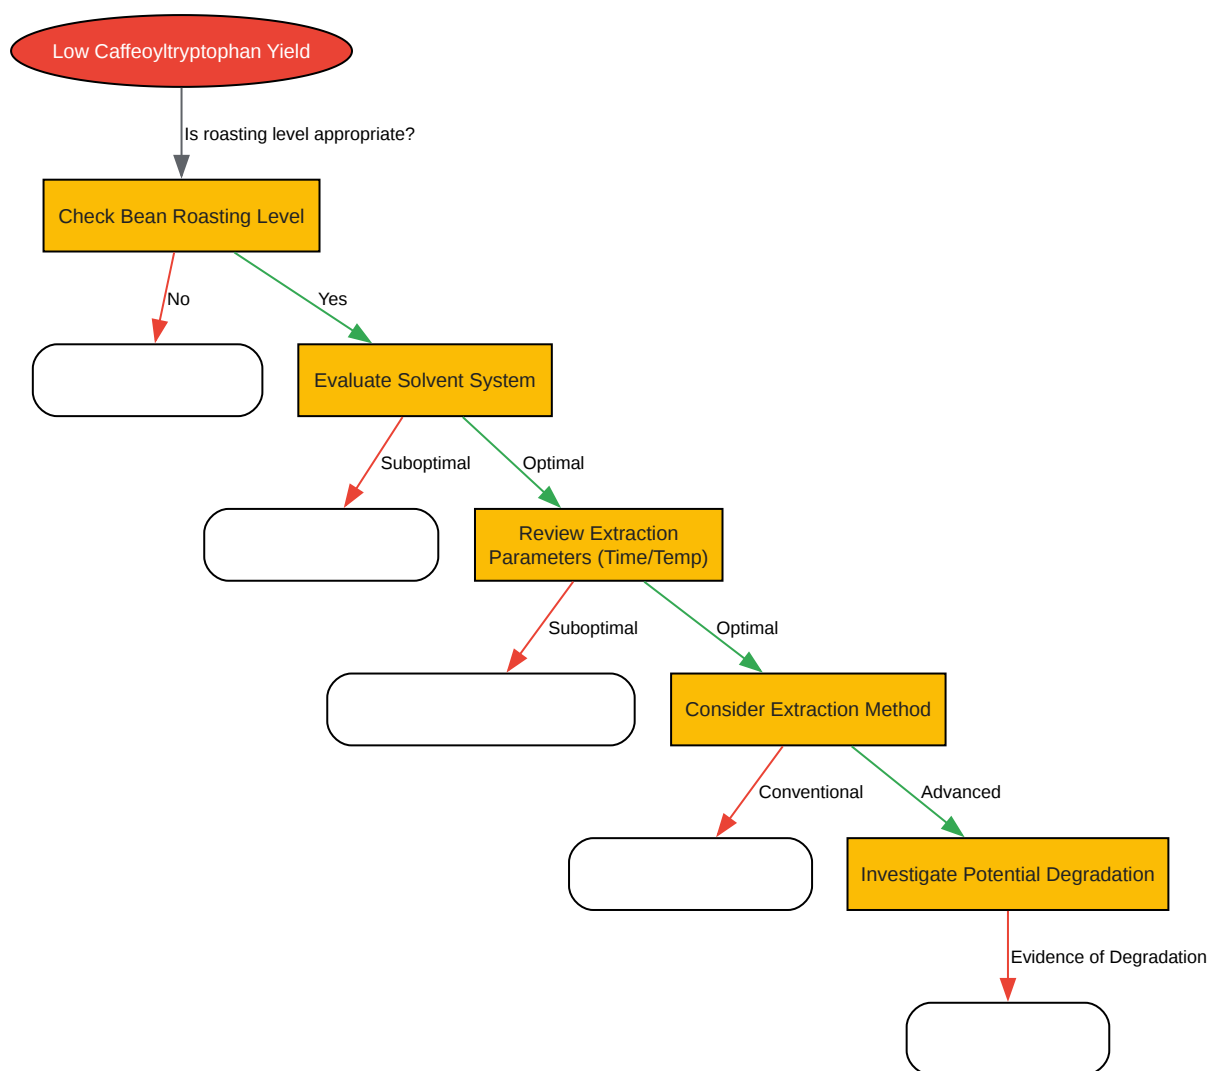 Low Caffeoyltryptophan Yield
Is roasting level appropriate?
Check Bean Roasting Level
No
Yes
Evaluate Solvent System
Suboptimal
Optimal
Review Extraction
Parameters (Time/Temp)
Suboptimal
Optimal
Consider Extraction Method
Conventional
Advanced
Investigate Potential Degradation
Evidence of Degradation